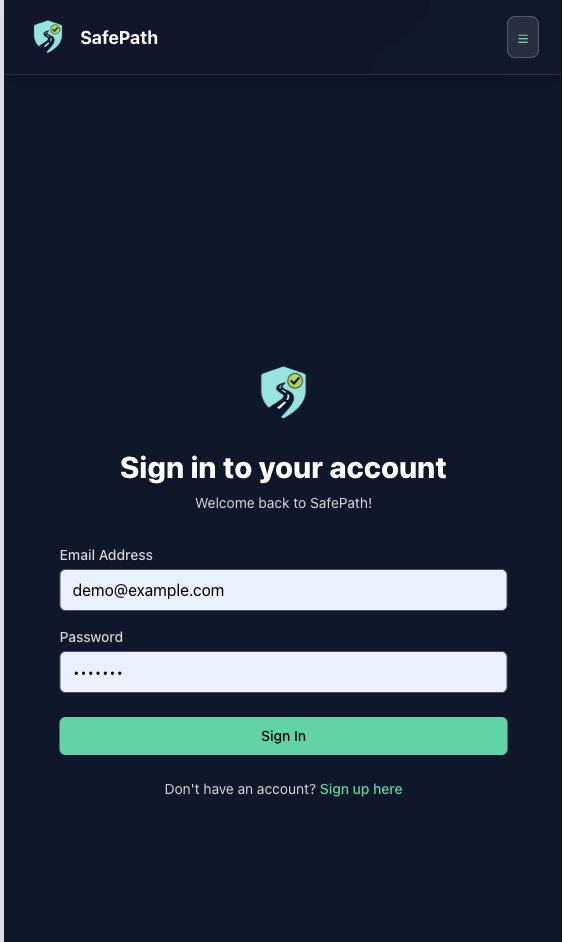 SafePath
Sign in to your account
Welcome back to SafePath!
Email Address
demo@example.com
Password
•••••••
Sign In
Don't have an account? Sign up here